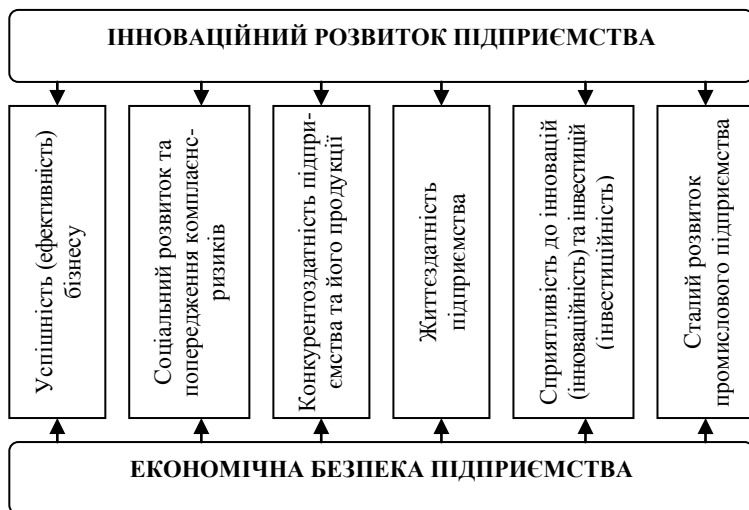 ІННОВАЦІЙНИЙ РОЗВИТОК ПІДПРИЄМСТВА
Успішність (ефективність)
бізнесу
Соціальний розвиток та
попередження комплаєнс-
ризиків
Конкурентоздатність підпри-
ємства та його продукції
Життєздатність
підприємства
Сприятливість до інновацій
(інноваційність) та інвестицій
(інвестиційність)
Сталий розвиток
промислового підприємства
ЕКОНОМІЧНА БЕЗПЕКА ПІДПРИЄМСТВА